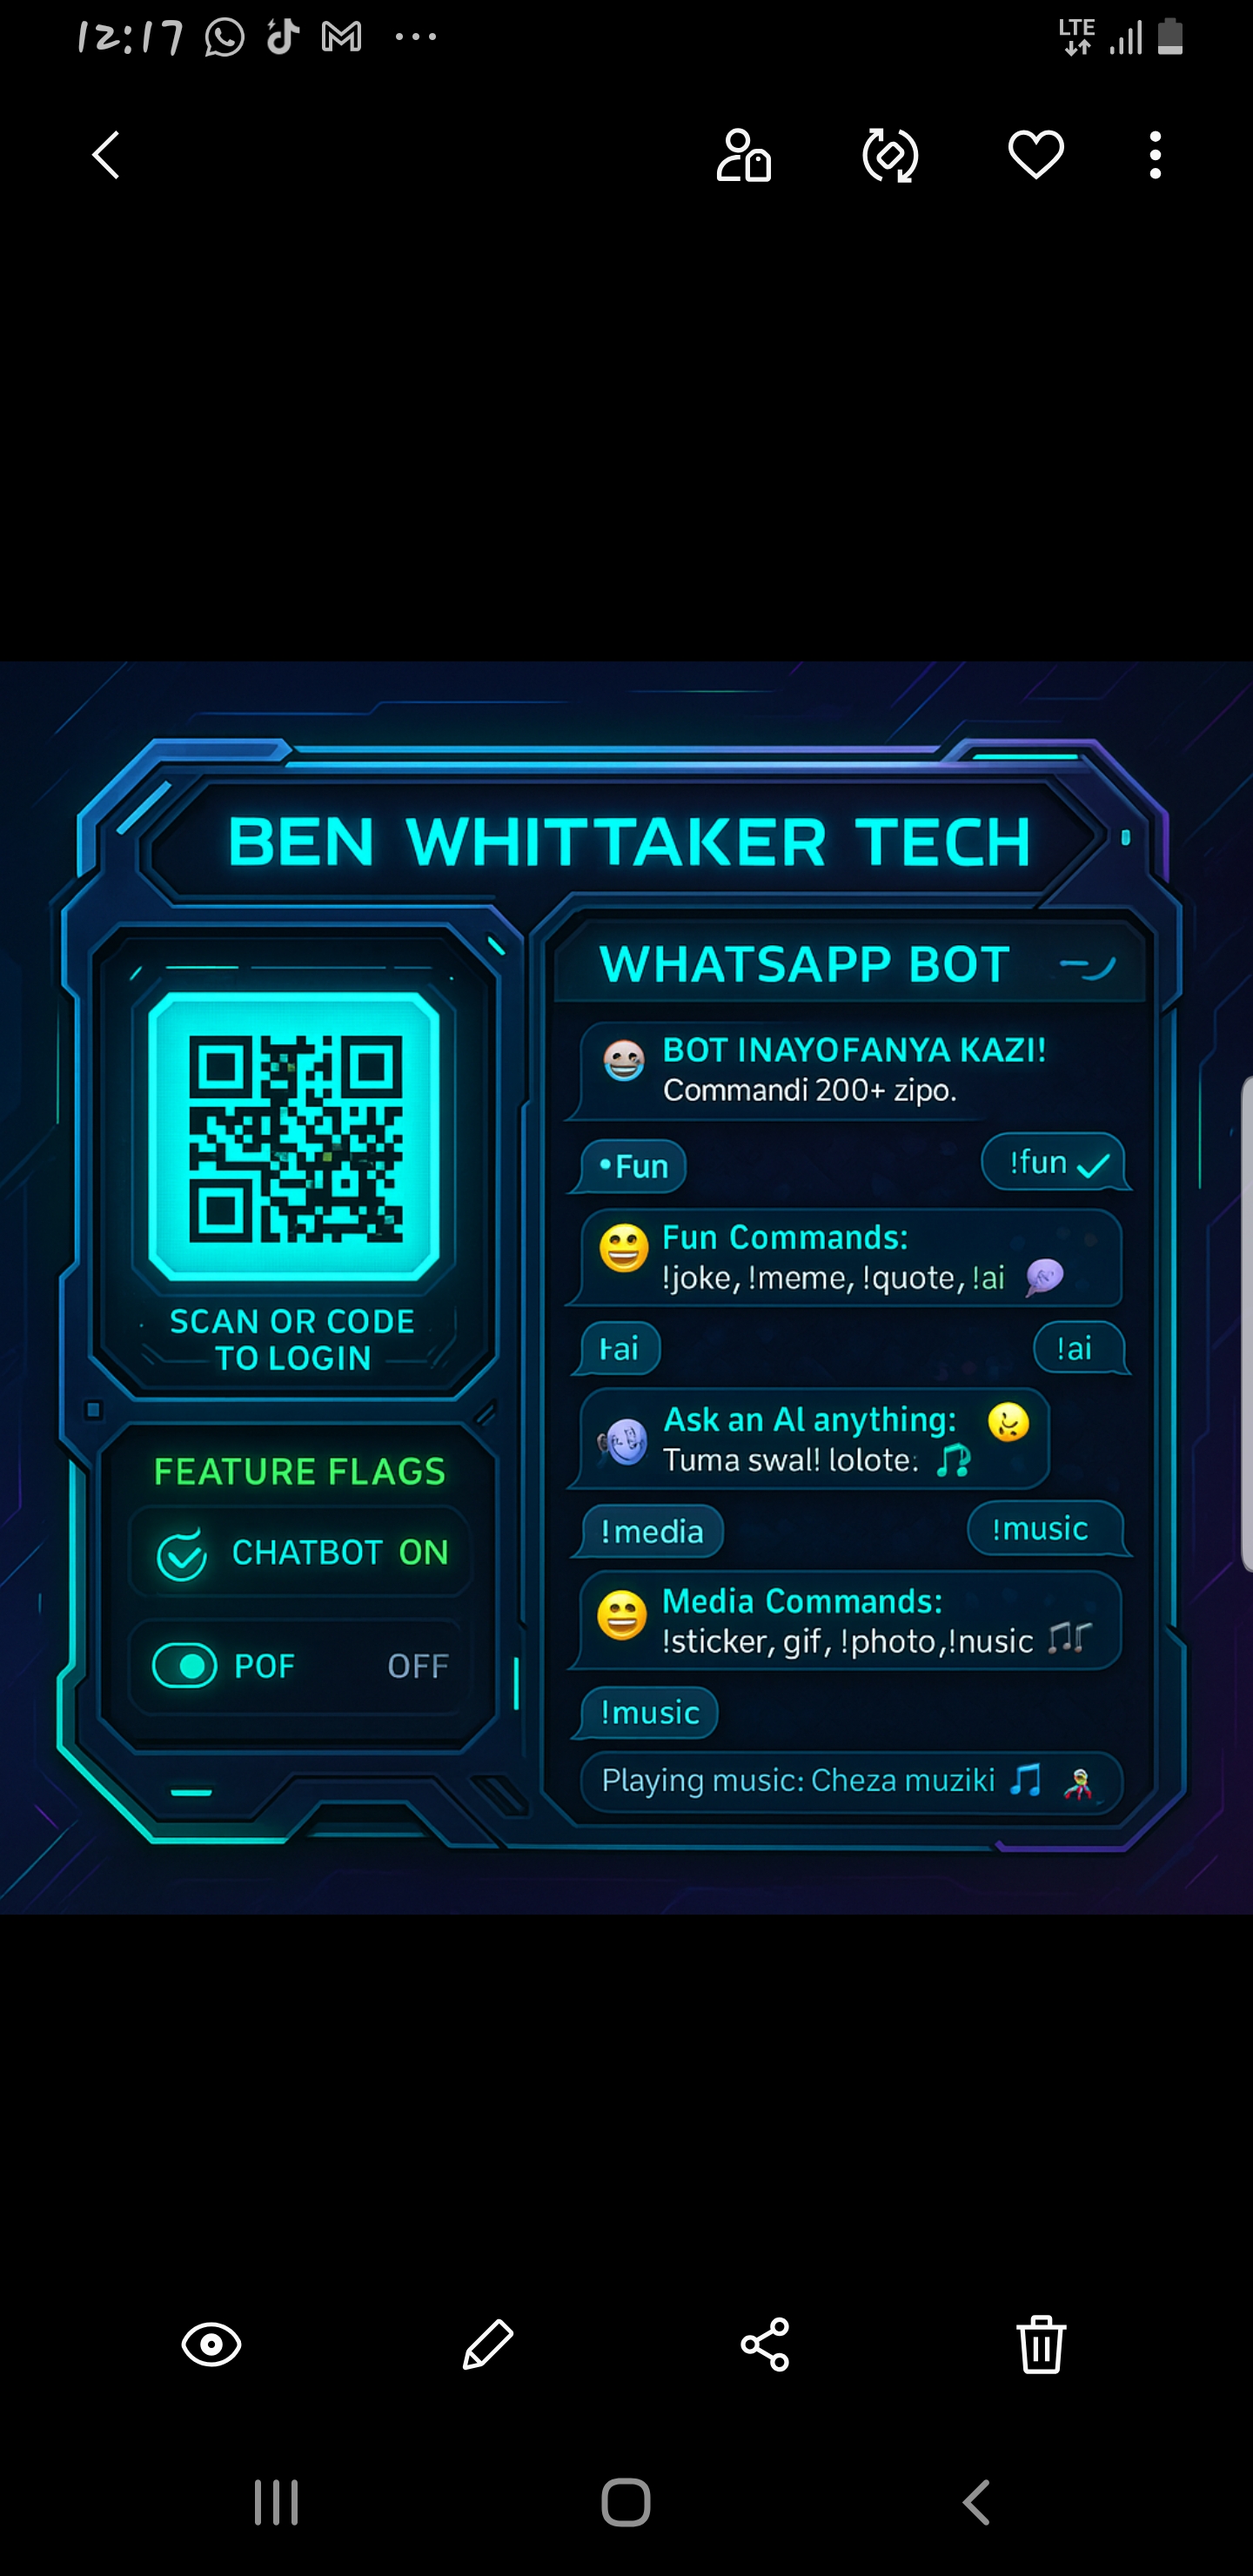 12:17
LTE
BEN WHITTAKER TECH
SCAN OR CODE
TO LOGIN
FEATURE FLAGS
CHATBOT ON
POF OFF
WHATSAPP BOT
BOT INAYOFANYA KAZI!
Commandi 200+ zipo.
•Fun
!fun
Fun Commands:
!joke, !meme, !quote, !ai
!ai
Ask an AI anything:
Tuma swal! lolote.
!media
!music
Media Commands:
!sticker, gif, !photo,!nusic
!music
Playing music: Cheza muziki